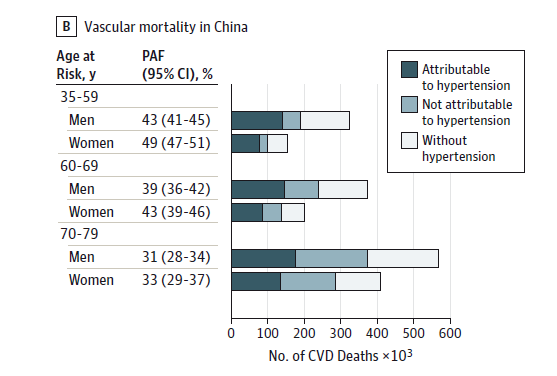 B Vascular mortality in China
Age at Risk, y PAF (95% CI), %
35-59
Men 43 (41-45)
Women 49 (47-51)
60-69
Men 39 (36-42)
Women 43 (39-46)
70-79
Men 31 (28-34)
Women 33 (29-37)
Attributable
to hypertension
Not attributable
to hypertension
Without
hypertension
0 100 200 300 400 500 600
No. of CVD Deaths ×10³